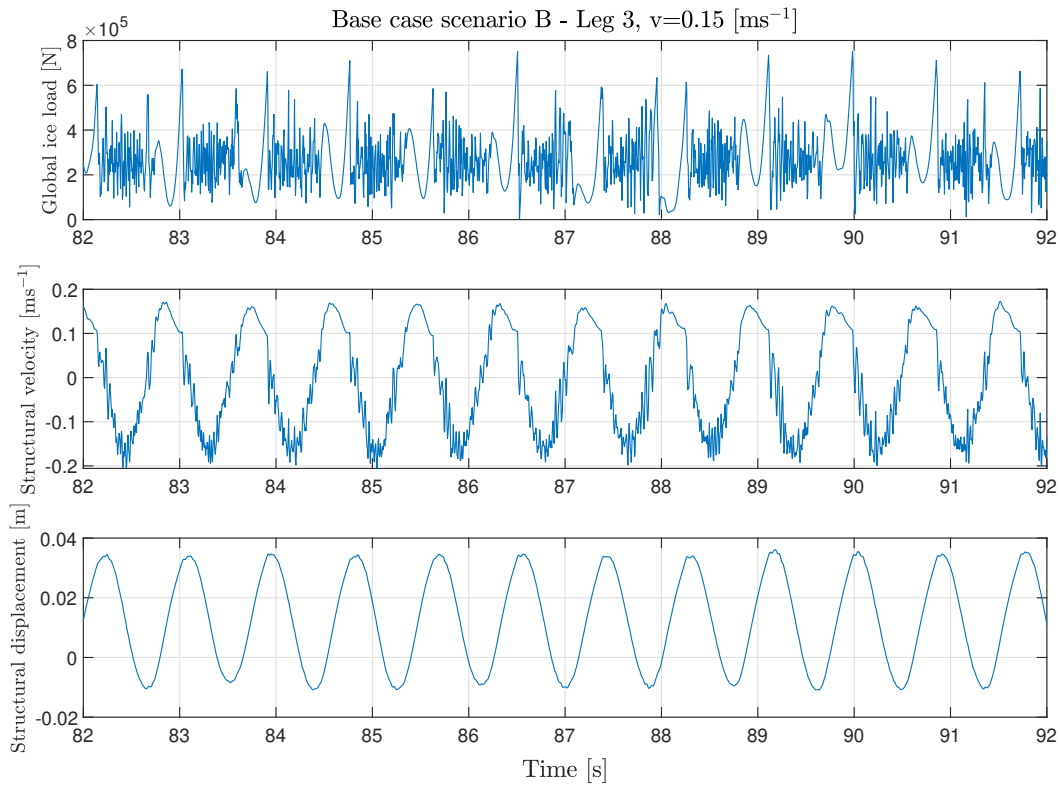 Base case scenario B - Leg 3, v=0.15 [ms⁻¹]
×10⁵
Global ice load [N]
8
6
4
2
0
82 83 84 85 86 87 88 89 90 91 92
Structural velocity [ms⁻¹]
0.2
0.1
0
-0.1
-0.2
82 83 84 85 86 87 88 89 90 91 92
Structural displacement [m]
0.04
0.02
0
-0.02
82 83 84 85 86 87 88 89 90 91 92
Time [s]